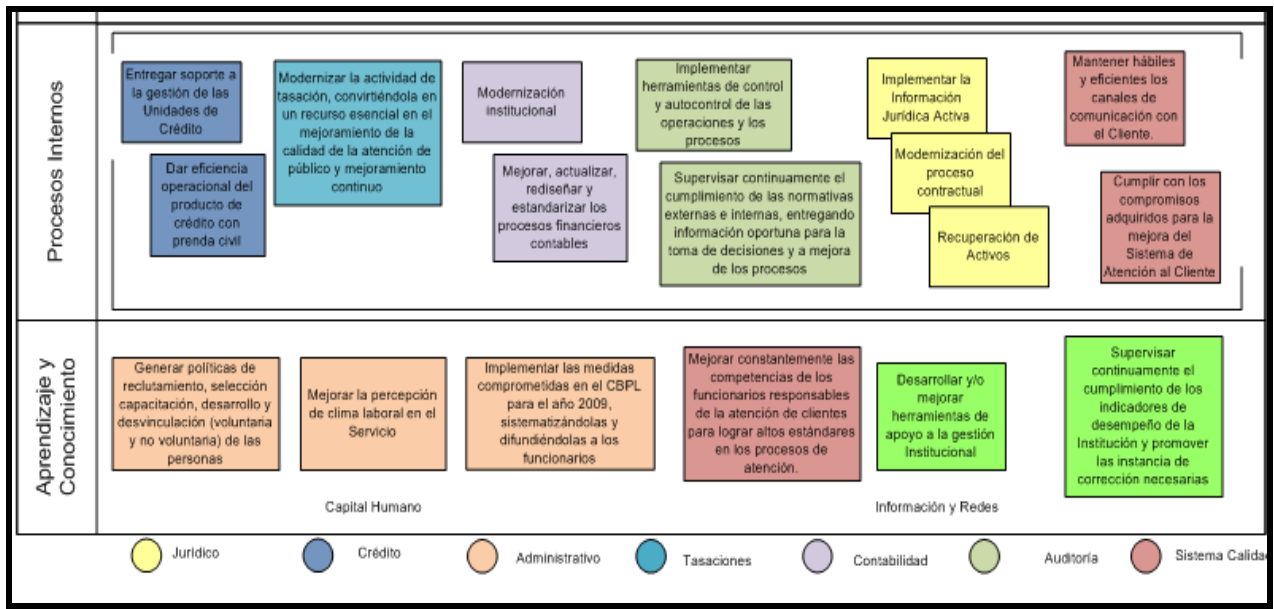 Procesos Internos
Entregar soporte a
la gestión de las
Unidades de
Crédito
Dar eficiencia
operacional del
producto de
crédito con
prenda civil
Modernizar la actividad de
tasación, convirtiéndola en
un recurso esencial en el
mejoramiento de la
calidad de la atención de
público y mejoramiento
continuo
Modernización
institucional
Mejorar, actualizar,
rediseñar y
estandarizar los
procesos financieros
contables
Implementar
herramientas de control
y autocontrol de las
operaciones y los
procesos
Supervisar continuamente el
cumplimiento de las normativas
externas e internas, entregando
información oportuna para la
toma de decisiones y a mejora
de los procesos
Implementar la
Información
Jurídica Activa
Modernización del
proceso
contractual
Recuperación de
Activos
Mantener hábiles
y eficientes los
canales de
comunicación con
el Cliente.
Cumplir con los
compromisos
adquiridos para la
mejora del
Sistema de
Atención al Cliente
Aprendizaje y
Conocimiento
Generar políticas de
reclutamiento, selección
capacitación, desarrollo y
desvinculación (voluntaria
y no voluntaria) de las
personas
Mejorar la percepción
de clima laboral en el
Servicio
Implementar las medidas
comprometidas en el CBPL
para el año 2009,
sistematizándolas y
difundiéndolas a los
funcionarios
Mejorar constantemente las
competencias de los
funcionarios responsables
de la atención de clientes
para lograr altos estándares
en los procesos de
atención.
Desarrollar y/o
mejorar
herramientas de
apoyo a la gestión
Institucional
Supervisar
continuamente el
cumplimiento de los
indicadores de
desempeño de la
Institución y promover
las instancia de
corrección necesarias
Capital Humano
Información y Redes
Jurídico
Crédito
Administrativo
Tasaciones
Contabilidad
Auditoría
Sistema Calida